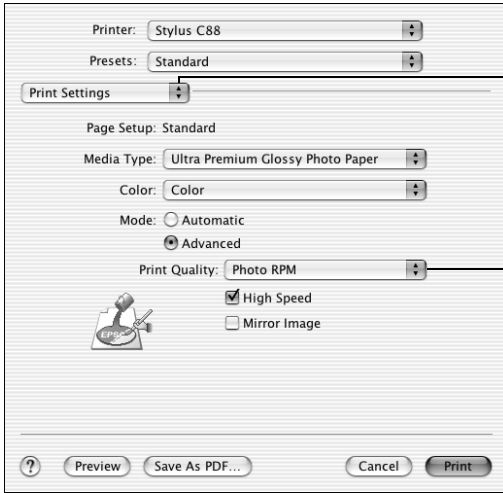 Printer: Stylus C88
Presets: Standard
Print Settings
Page Setup: Standard
Media Type: Ultra Premium Glossy Photo Paper
Color: Color
Mode: Automatic
Advanced
Print Quality: Photo RPM
High Speed
Mirror Image
EPSO
? Preview Save As PDF... Cancel Print